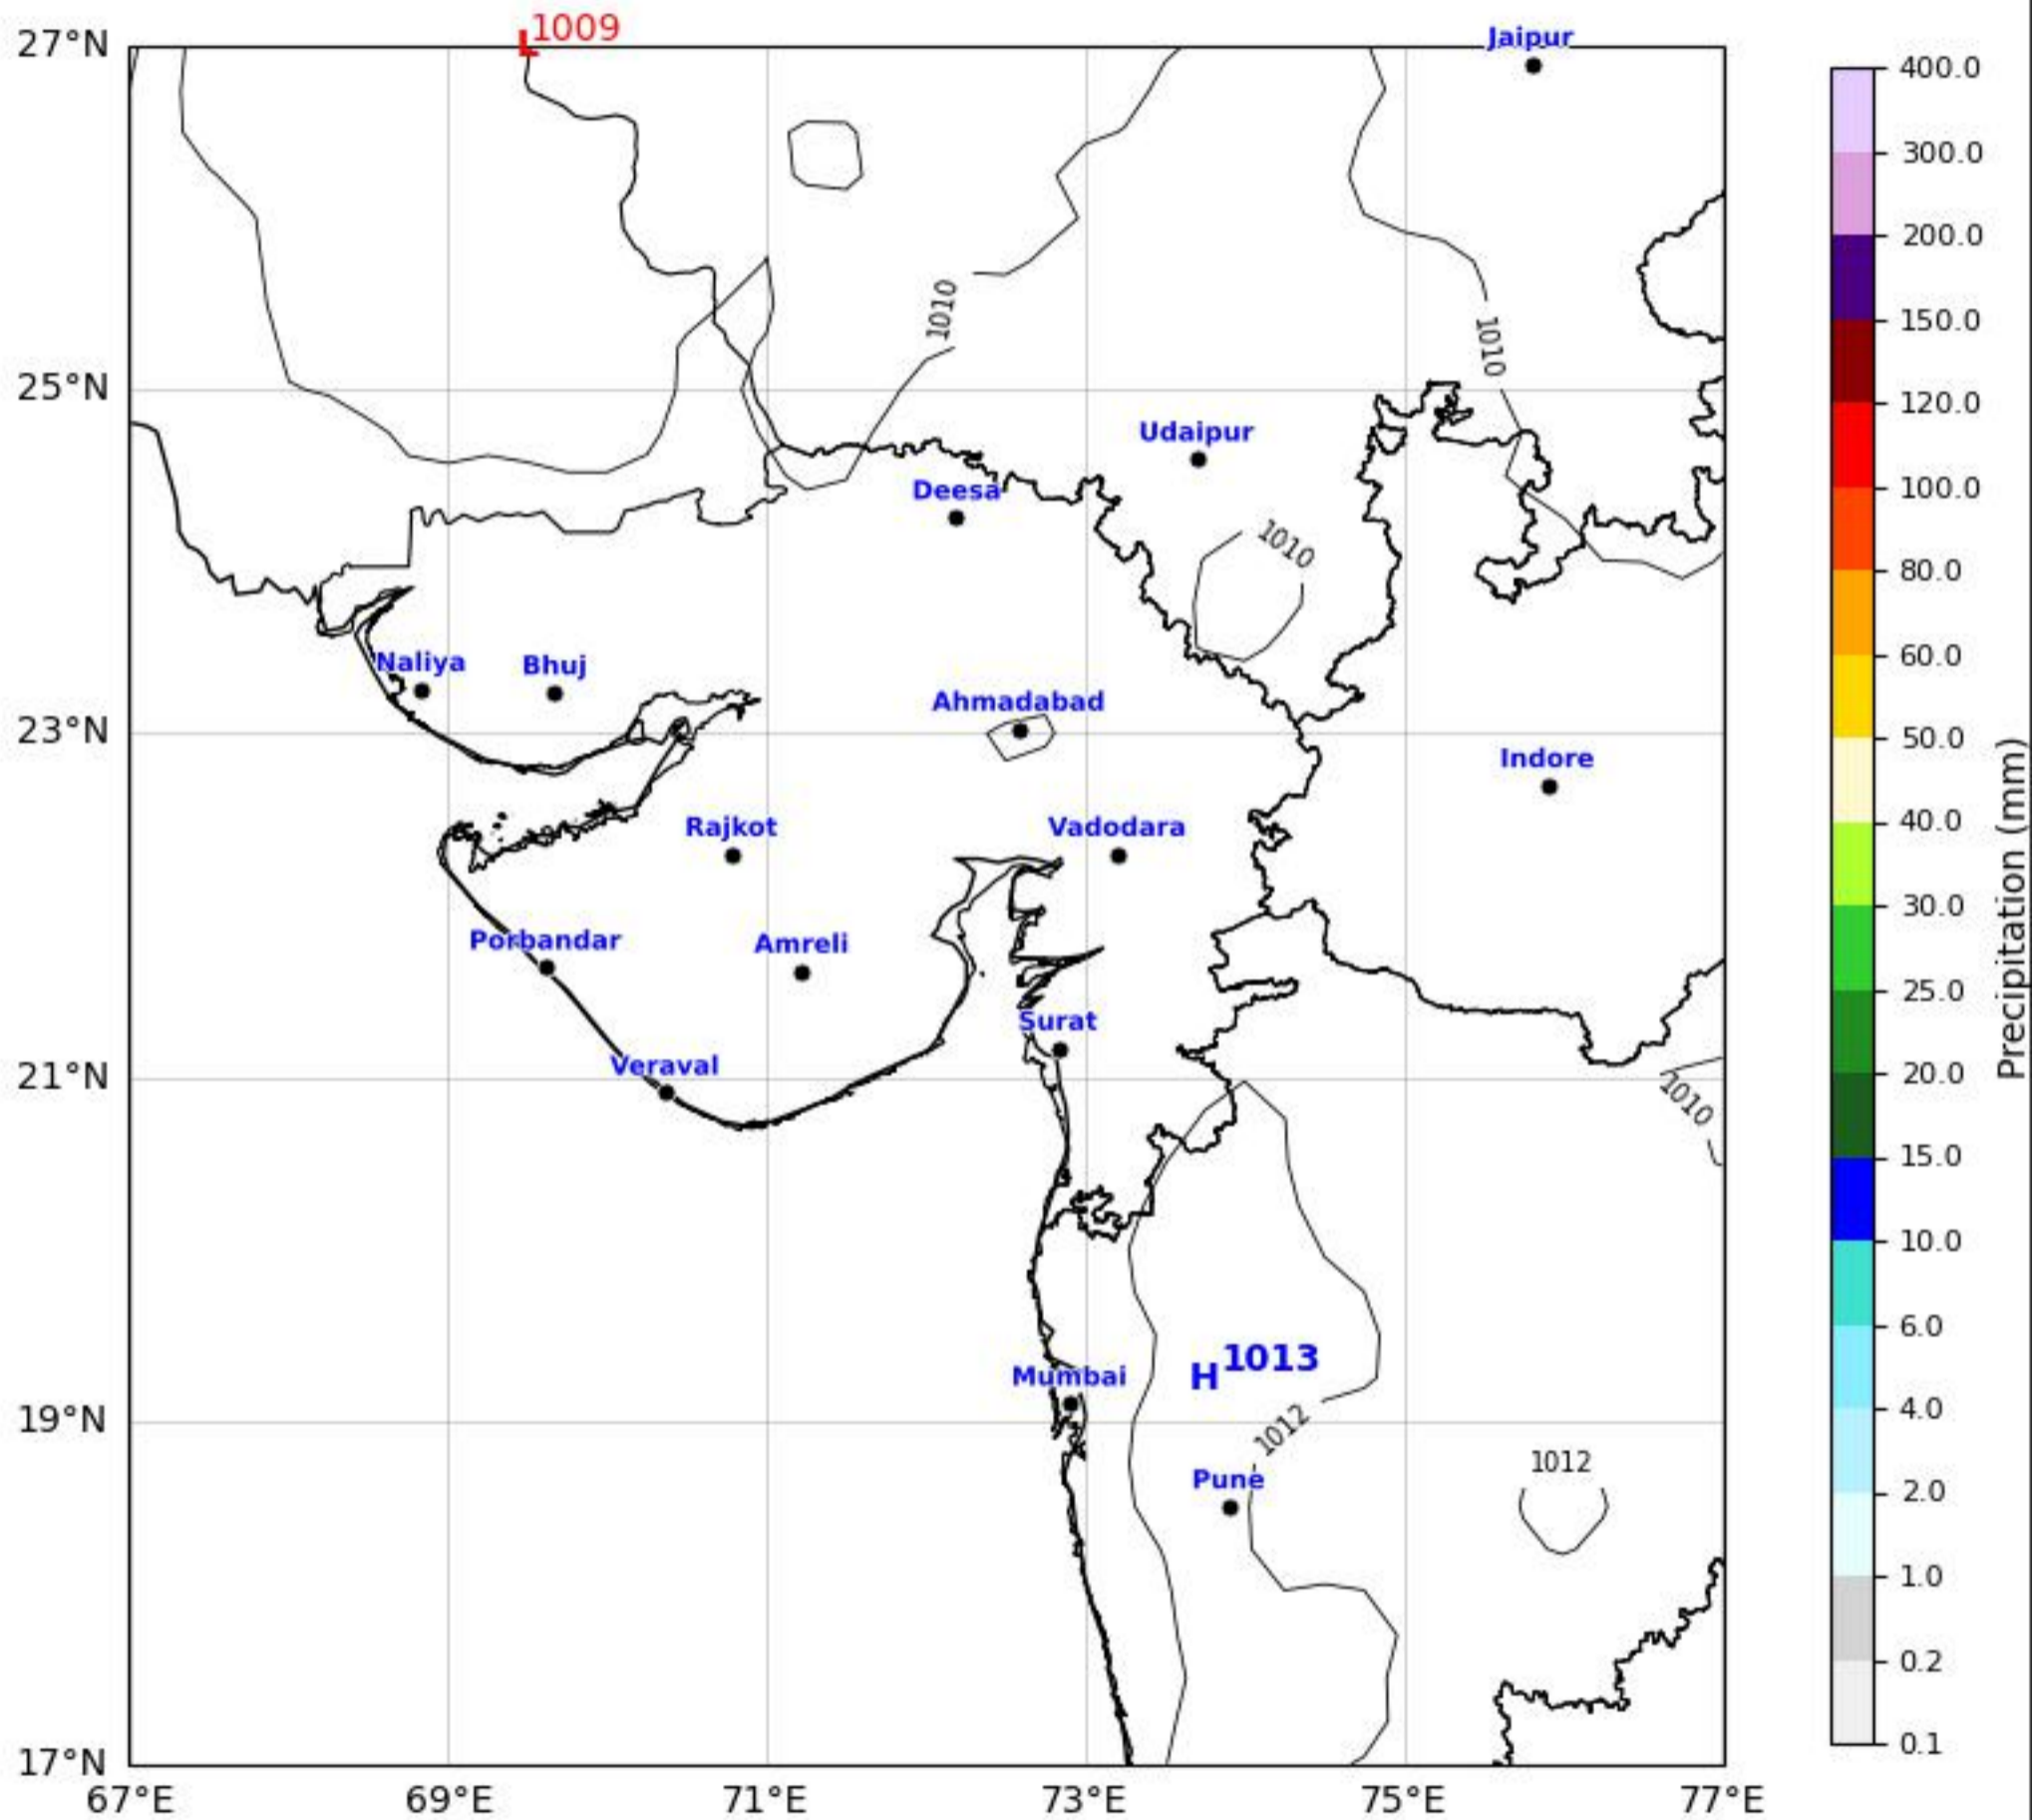 L 1009
27°N
25°N
23°N
21°N
19°N
17°N
67°E
69°E
71°E
73°E
75°E
77°E
Jaipur
1010
1010
Udaipur
Deesa
1010
Naliya
Bhuj
Ahmadabad
Indore
Rajkot
Vadodara
Porbandar
Amreli
Surat
Veraval
1010
H 1013
Mumbai
1012
1012
Pune
400.0
300.0
200.0
150.0
120.0
100.0
80.0
60.0
50.0
40.0
30.0
25.0
20.0
15.0
10.0
6.0
4.0
2.0
1.0
0.2
0.1
Precipitation (mm)